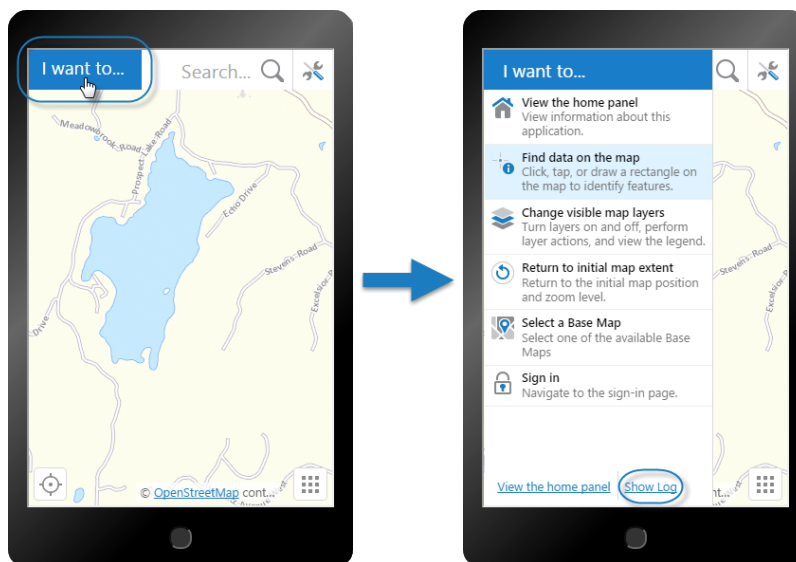 I want to...
Search...
Meadowbrook Road
Prospect Lake Road
Echo Drive
Stevens Road
Excelsior
Drive
© OpenStreetMap cont...
I want to...
View the home panel
View information about this
application.
Find data on the map
Click, tap, or draw a rectangle on
the map to identify features.
Change visible map layers
Turn layers on and off, perform
layer actions, and view the legend.
Return to initial map extent
Return to the initial map position
and zoom level.
Select a Base Map
Select one of the available Base
Maps
Sign in
Navigate to the sign-in page.
Stevens Road
Excelsior
View the home panel
Show Log
nt...